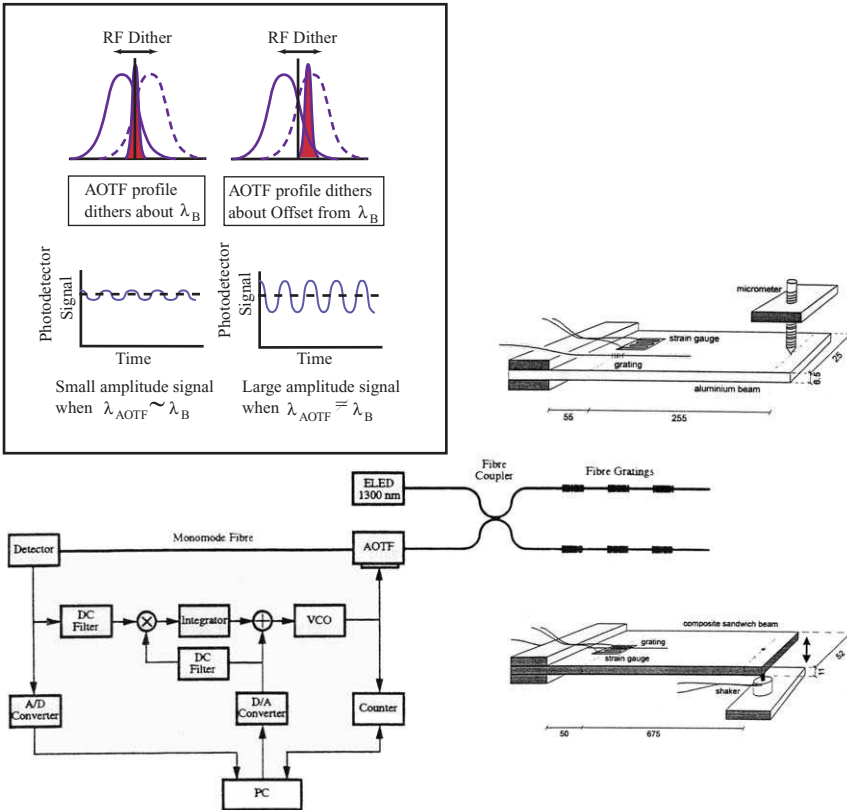 RF Dither
RF Dither
AOTF profile
dithers about λB
AOTF profile dithers
about Offset from λB
Photodetector
Signal
Time
Photodetector
Signal
Time
Small amplitude signal
when λAOTF ~ λB
Large amplitude signal
when λAOTF ≠ λB
micrometer
strain gauge
grating
aluminium beam
25
6.5
55
255
ELED
1300 nm
Fibre
Coupler
Fibre Gratings
Detector
Monomode Fibre
AOTF
DC
Filter
Integrator
VCO
DC
Filter
A/D
Converter
D/A
Converter
Counter
PC
composite sandwich beam
grating
strain gauge
shaker
52
11
50
675